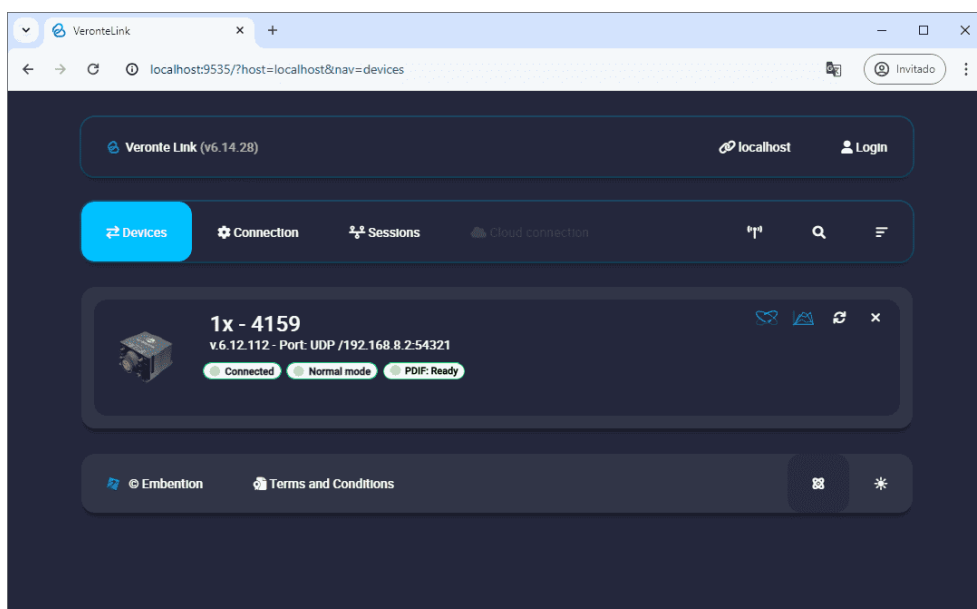 VeronteLink
localhost:9535/?host=localhost&nav=devices
Invitado
Veronte Link (v6.14.28)
localhost
Login
Devices
Connection
Sessions
Cloud connection
1x - 4159
v.6.12.112 - Port: UDP /192.168.8.2:54321
Connected
Normal mode
PDIF: Ready
© Embention
Terms and Conditions